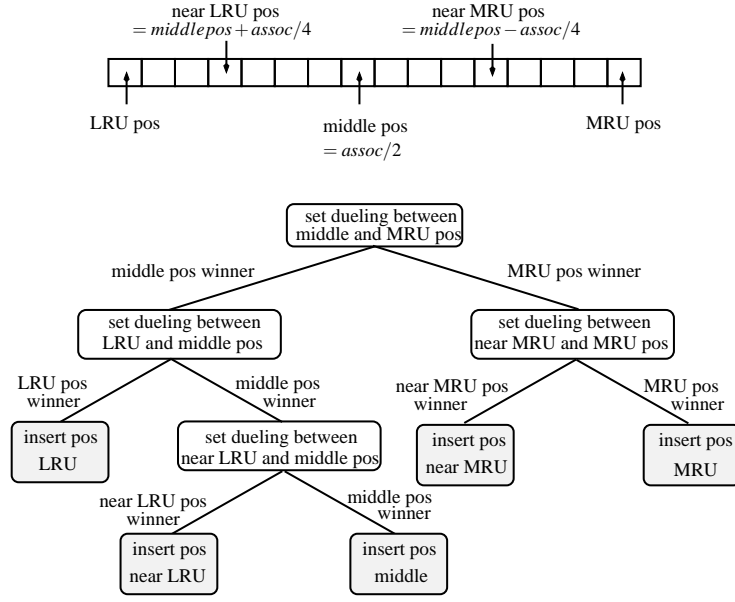 near LRU pos
= middlepos + assoc/4
near MRU pos
= middlepos − assoc/4
LRU pos
middle pos
= assoc/2
MRU pos
set dueling between
middle and MRU pos
middle pos winner
MRU pos winner
set dueling between
LRU and middle pos
set dueling between
near MRU and MRU pos
LRU pos
winner
middle pos
winner
near MRU pos
winner
MRU pos
winner
insert pos
LRU
set dueling between
near LRU and middle pos
insert pos
near MRU
insert pos
MRU
near LRU pos
winner
middle pos
winner
insert pos
near LRU
insert pos
middle